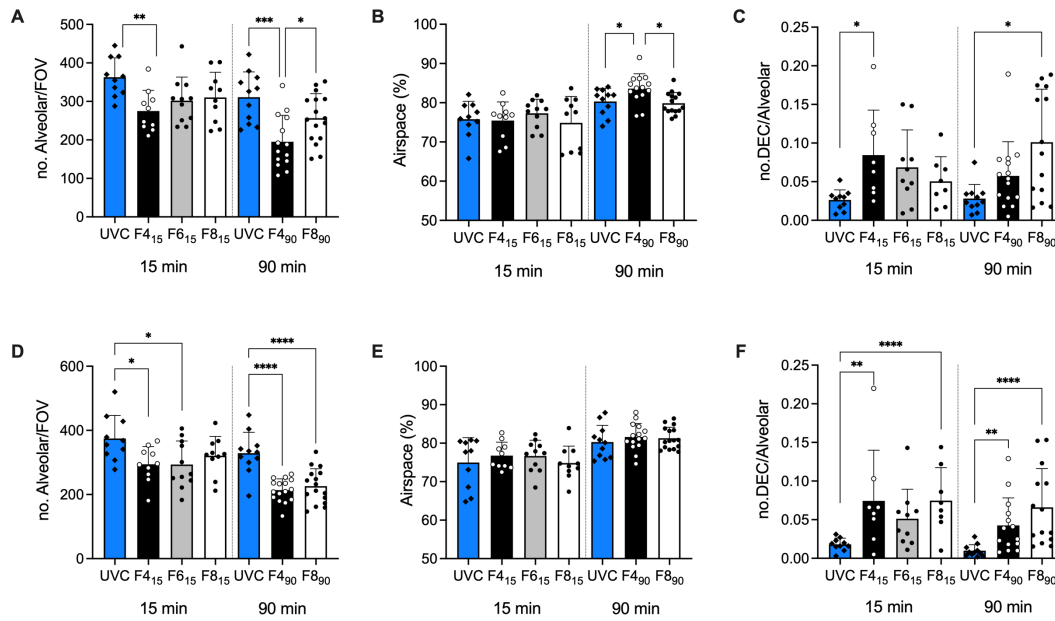 A
no. Alveolar/FOV
500
400
300
200
100
0
**
***
*
UVC F4₁₅ F6₁₅ F8₁₅ UVC F4₉₀ F8₉₀
15 min 90 min
B
Airspace (%)
100
90
80
70
60
50
*
*
UVC F4₁₅ F6₁₅ F8₁₅ UVC F4₉₀ F8₉₀
15 min 90 min
C
no.DEC/Alveolar
0.25
0.20
0.15
0.10
0.05
0.00
*
*
UVC F4₁₅ F6₁₅ F8₁₅ UVC F4₉₀ F8₉₀
15 min 90 min
D
no. Alveolar/FOV
600
400
200
0
*
*
****
****
UVC F4₁₅ F6₁₅ F8₁₅ UVC F4₉₀ F8₉₀
15 min 90 min
E
Airspace (%)
100
90
80
70
60
50
UVC F4₁₅ F6₁₅ F8₁₅ UVC F4₉₀ F8₉₀
15 min 90 min
F
no.DEC/Alveolar
0.25
0.20
0.15
0.10
0.05
0.00
****
**
****
**
UVC F4₁₅ F6₁₅ F8₁₅ UVC F4₉₀ F8₉₀
15 min 90 min